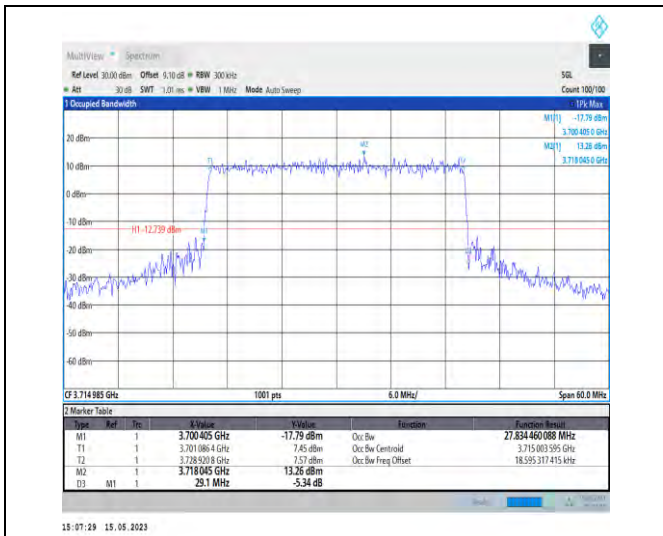 MultiView Spectrum
Ref Level 30.00 dBm Offset 9.10 dB RBW 300 kHz SGL
Att 30 dB SWT 1.01 ms VBW 1 MHz Mode Auto Sweep Count 100/100
1 Occupied Bandwidth 1Pk Max
M1[1] -17.79 dBm
3.700 405 0 GHz
M2[1] 13.26 dBm
3.718 045 0 GHz
20 dBm
M2
T1
10 dBm
0 dBm
-10 dBm
H1 -12.739 dBm
M1
-20 dBm
-30 dBm
-40 dBm
-50 dBm
-60 dBm
CF 3.714 985 GHz 1001 pts 6.0 MHz/ Span 60.0 MHz
2 Marker Table
Type Ref Trc X-Value Y-Value Function Function Result
M1 1 3.700 405 GHz -17.79 dBm Occ Bw 27.834 460 088 MHz
T1 1 3.701 086 4 GHz 7.45 dBm Occ Bw Centroid 3.715 003 595 GHz
T2 1 3.728 920 8 GHz 7.57 dBm Occ Bw Freq Offset 18.595 317 415 kHz
M2 1 3.718 045 GHz 13.26 dBm
D3 M1 1 29.1 MHz -5.34 dB
15:07:29 15.05.2023